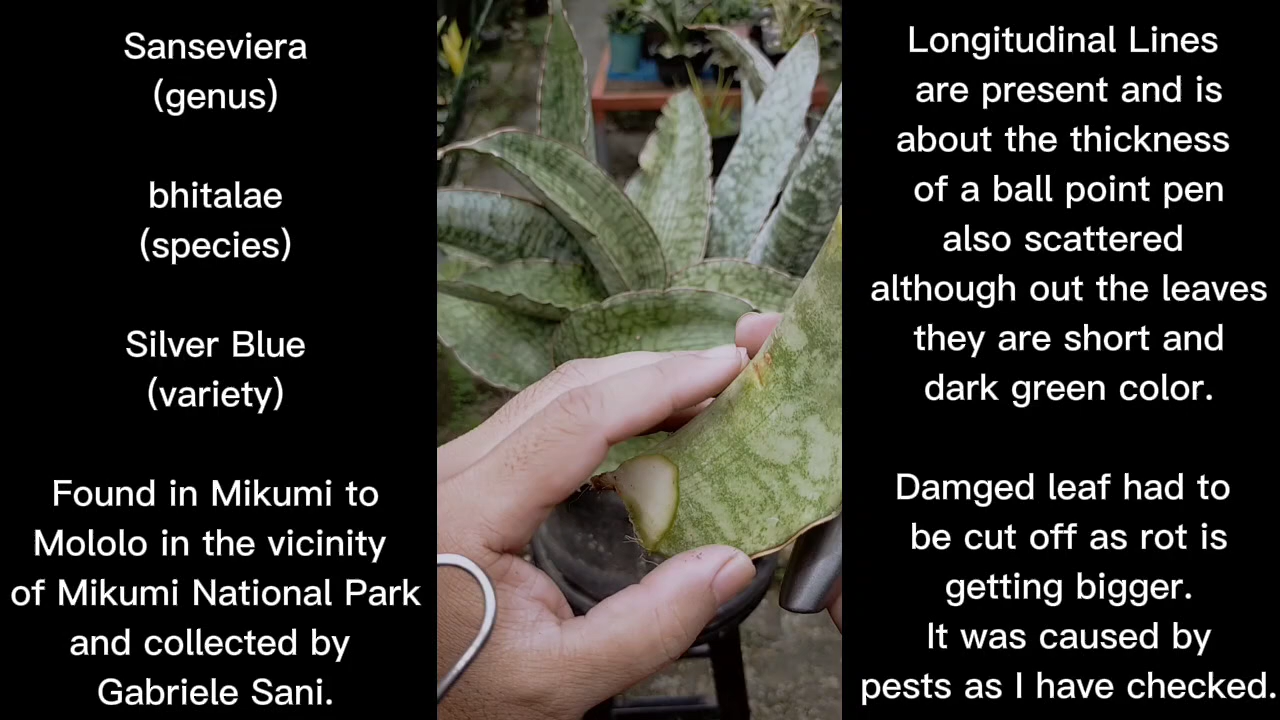 Sanseviera
(genus)
bhitalae
(species)
Silver Blue
(variety)
Found in Mikumi to
Mololo in the vicinity
of Mikumi National Park
and collected by
Gabriele Sani.
Longitudinal Lines
are present and is
about the thickness
of a ball point pen
also scattered
although out the leaves
they are short and
dark green color.
Damged leaf had to
be cut off as rot is
getting bigger.
It was caused by
pests as I have checked.